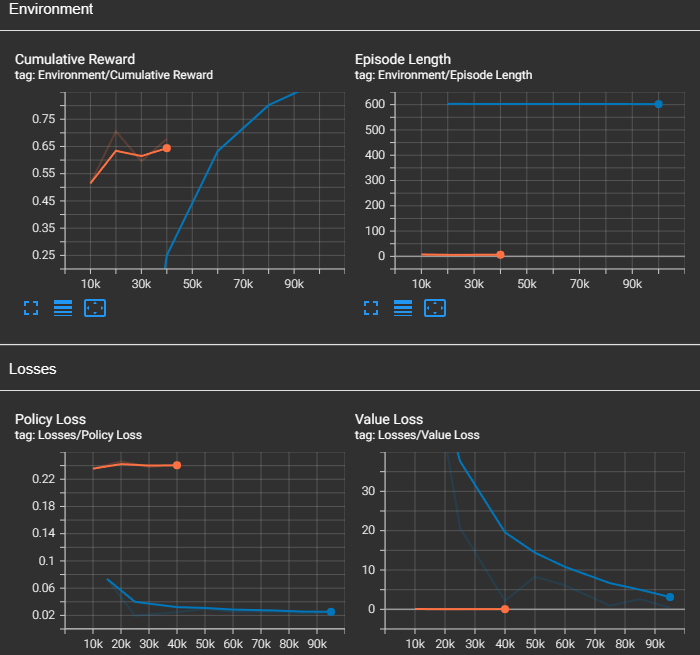 Environment
Cumulative Reward
tag: Environment/Cumulative Reward
0.75
0.65
0.55
0.45
0.35
0.25
10k 30k 50k 70k 90k
Episode Length
tag: Environment/Episode Length
600
500
400
300
200
100
0
10k 30k 50k 70k 90k
Losses
Policy Loss
tag: Losses/Policy Loss
0.22
0.18
0.14
0.1
0.06
0.02
10k 20k 30k 40k 50k 60k 70k 80k 90k
Value Loss
tag: Losses/Value Loss
30
20
10
0
10k 20k 30k 40k 50k 60k 70k 80k 90k